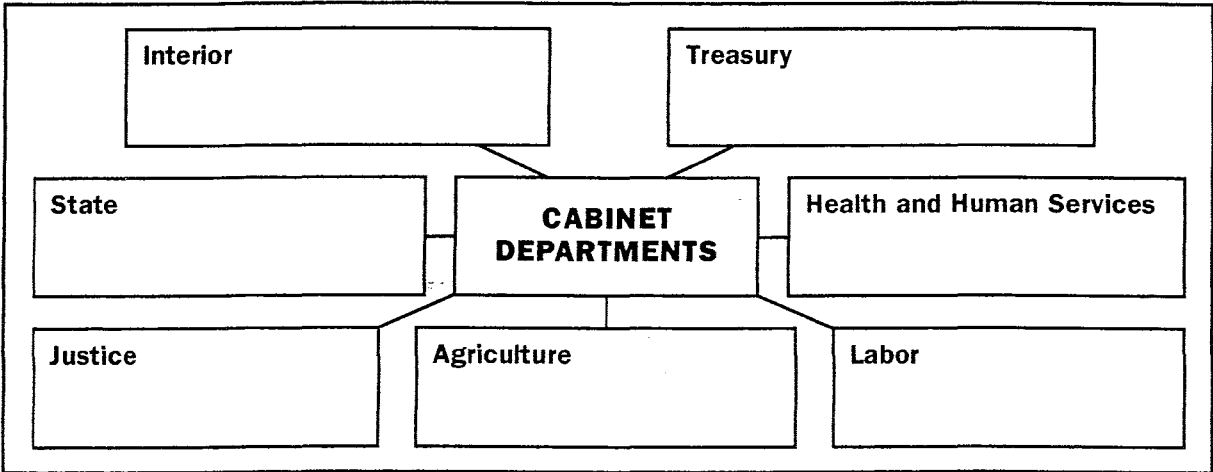 Interior
Treasury
State
CABINET
DEPARTMENTS
Health and Human Services
Justice
Agriculture
Labor